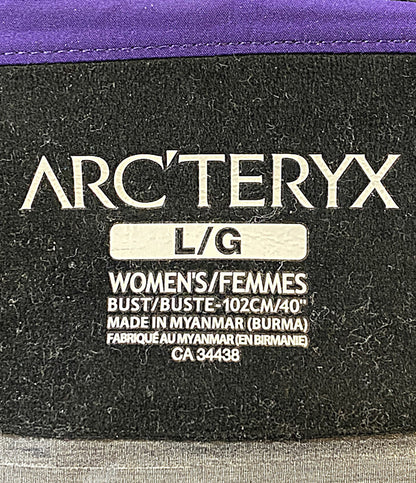 ARC'TERYX
L/G
WOMEN'S/FEMMES
BUST/BUSTE-102CM/40"
MADE IN MYANMAR (BURMA)
FABRIQUÉ AU MYANMAR (EN BIRMANIE)
CA 34438